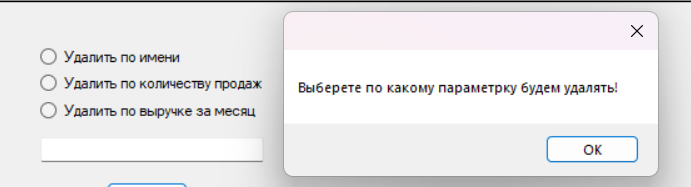 Удалить по имени
Удалить по количеству продаж
Удалить по выручке за месяц
Выберете по какому параметрку будем удалять!
OK